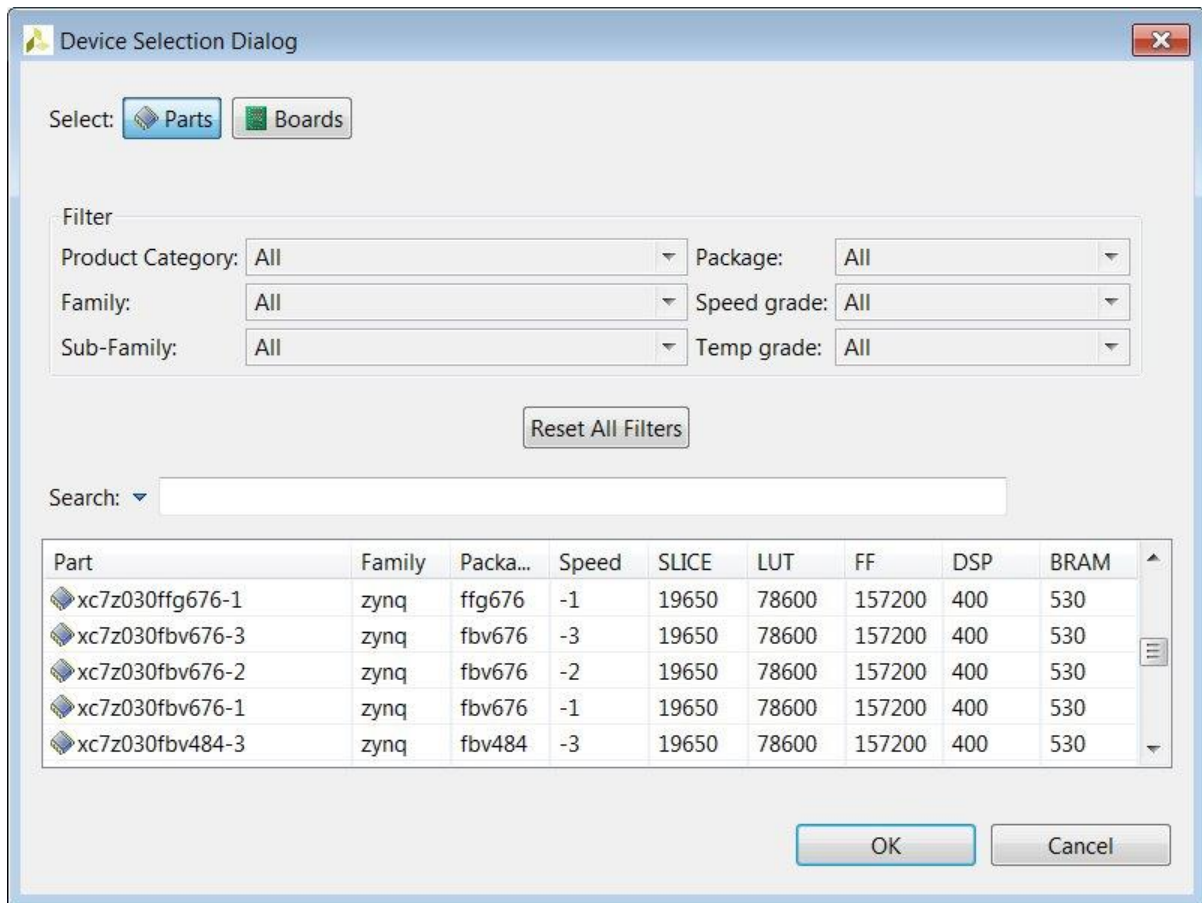 Device Selection Dialog
Select: Parts Boards
Filter
Product Category: All Package: All
Family: All Speed grade: All
Sub-Family: All Temp grade: All
Reset All Filters
Search:
Part Family Packa... Speed SLICE LUT FF DSP BRAM
xc7z030ffg676-1 zynq ffg676 -1 19650 78600 157200 400 530
xc7z030fbv676-3 zynq fbv676 -3 19650 78600 157200 400 530
xc7z030fbv676-2 zynq fbv676 -2 19650 78600 157200 400 530
xc7z030fbv676-1 zynq fbv676 -1 19650 78600 157200 400 530
xc7z030fbv484-3 zynq fbv484 -3 19650 78600 157200 400 530
OK Cancel